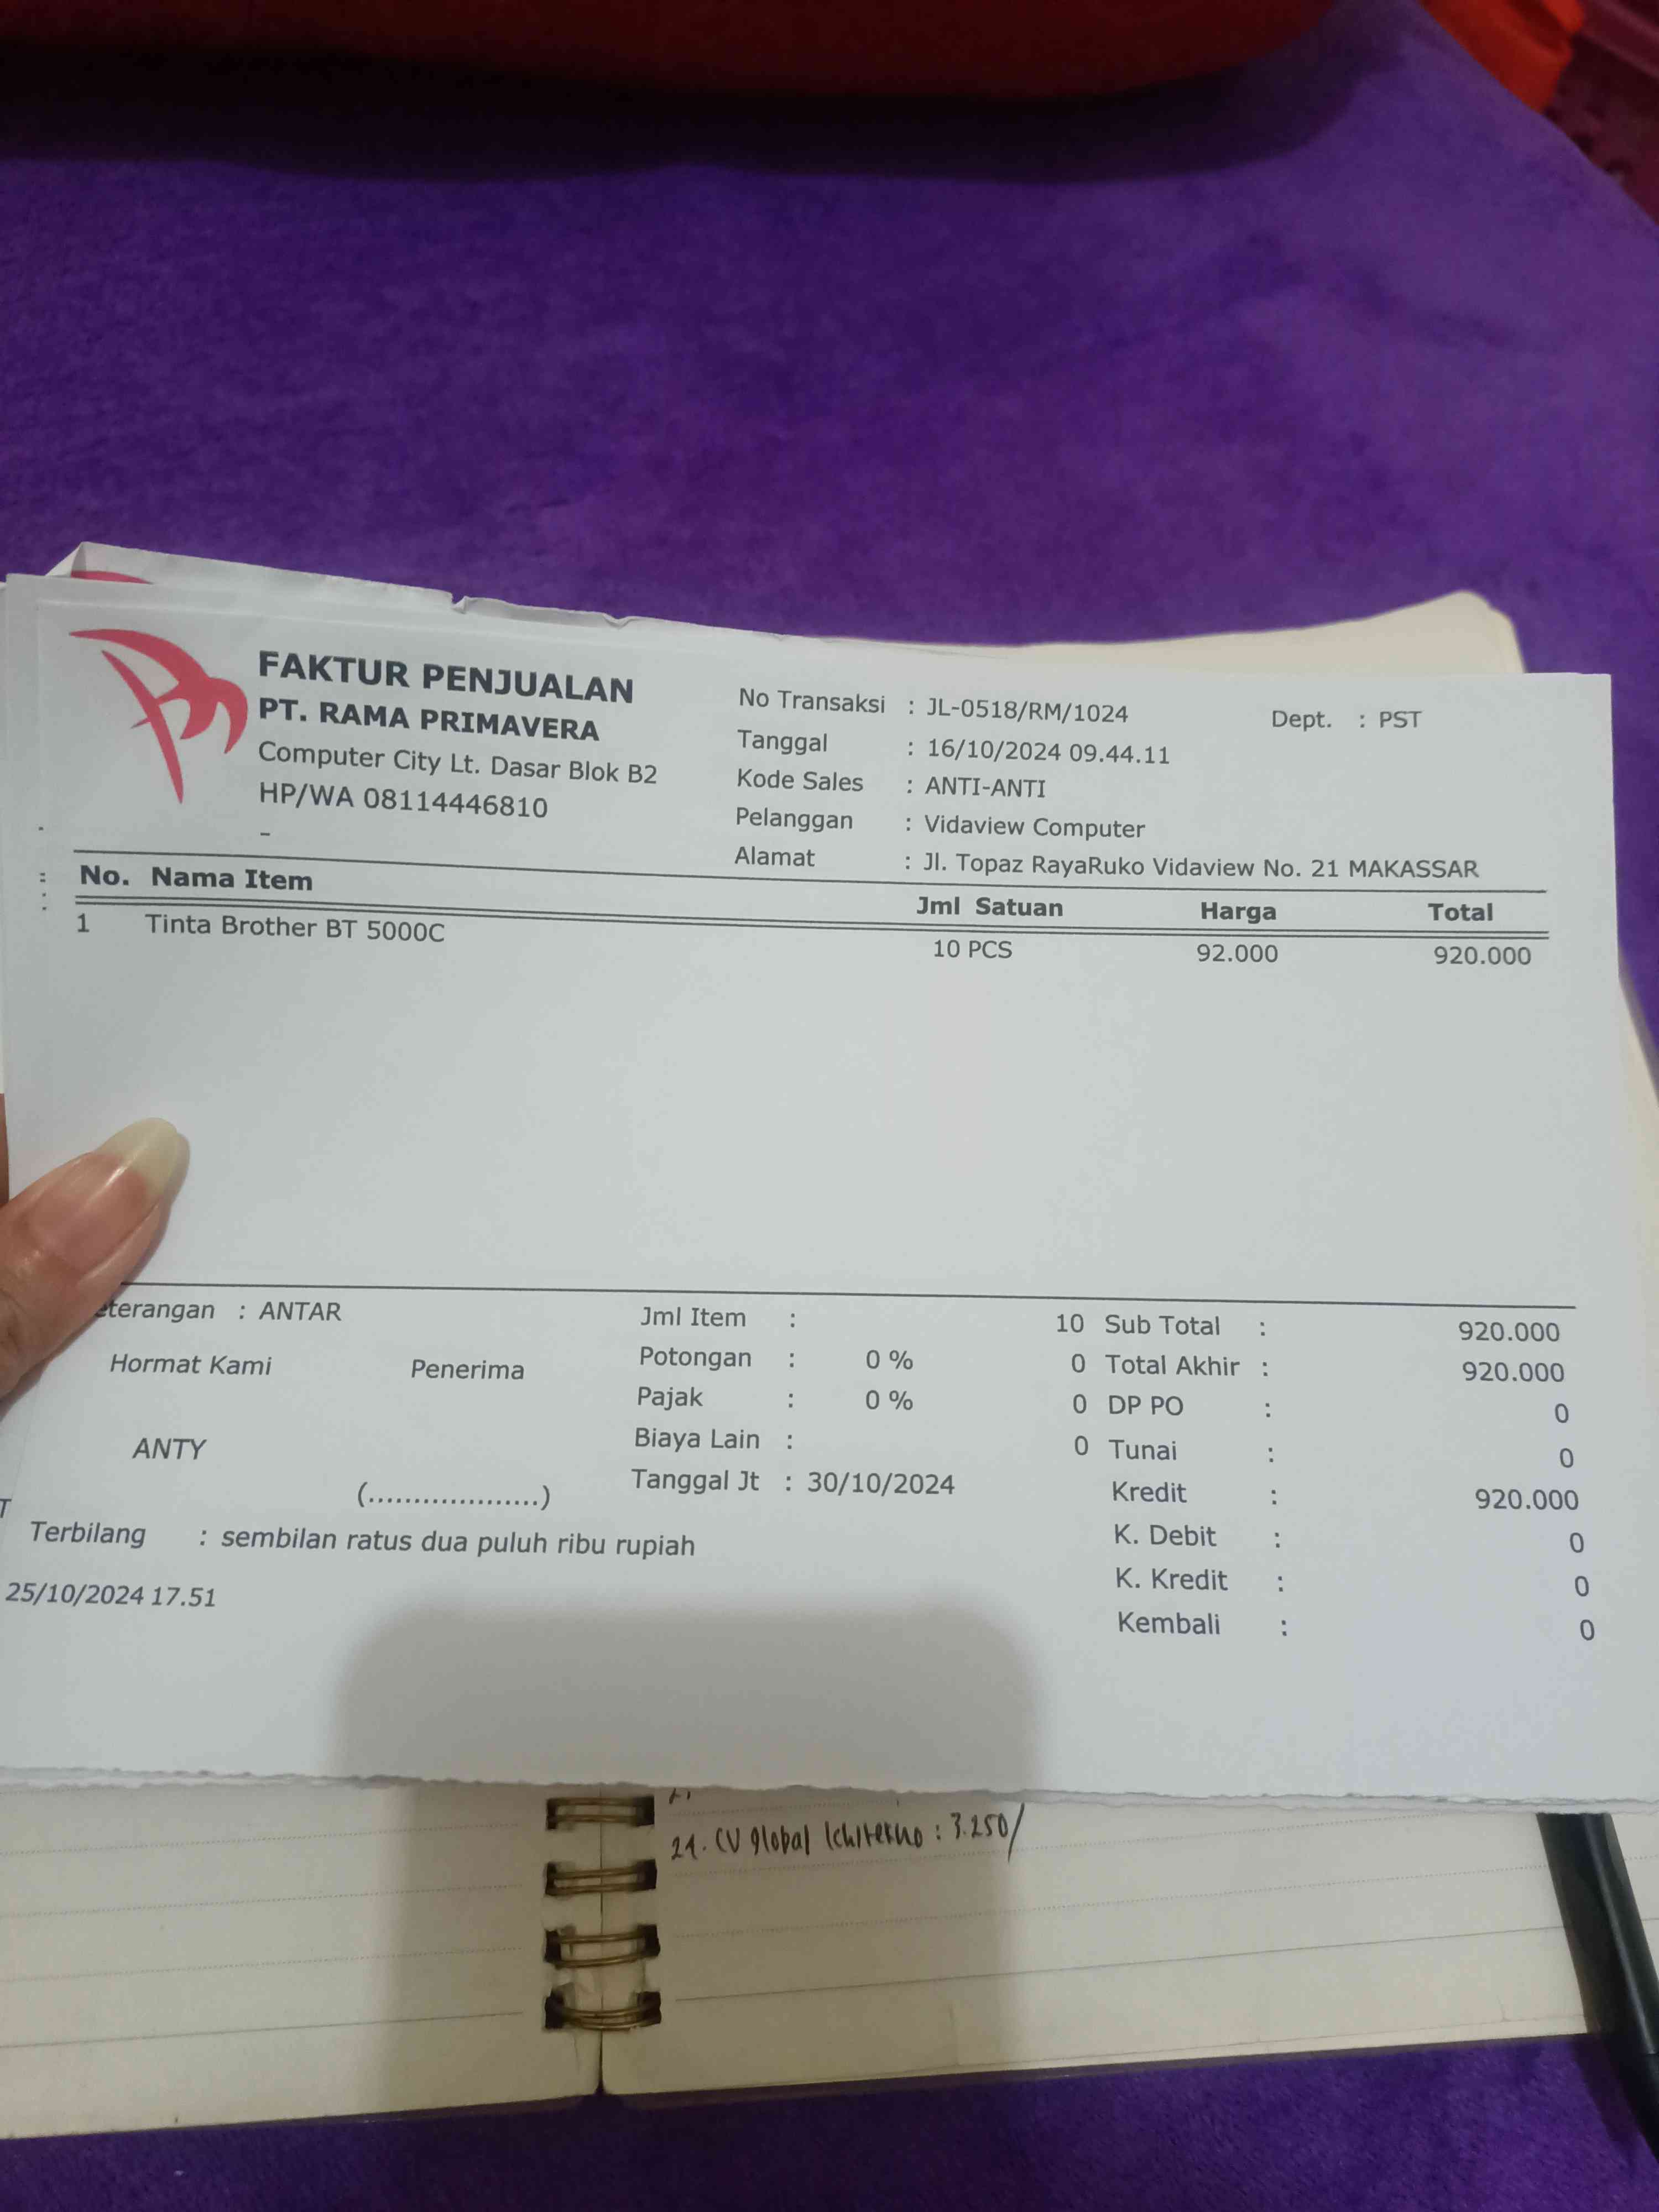 FAKTUR PENJUALAN
PT. RAMA PRIMAVERA
Computer City Lt. Dasar Blok B2
HP/WA 08114446810
-
No Transaksi : JL-0518/RM/1024 Dept. : PST
Tanggal : 16/10/2024 09.44.11
Kode Sales : ANTI-ANTI
Pelanggan : Vidaview Computer
Alamat : Jl. Topaz RayaRuko Vidaview No. 21 MAKASSAR
No. Nama Item Jml Satuan Harga Total
1 Tinta Brother BT 5000C 10 PCS 92.000 920.000
eterangan : ANTAR
Hormat Kami Penerima
ANTY
(...................)
Jml Item : 10
Potongan : 0 % 0
Pajak : 0 % 0
Biaya Lain : 0
Tanggal Jt : 30/10/2024
Sub Total : 920.000
Total Akhir : 920.000
DP PO : 0
Tunai : 0
Kredit : 920.000
K. Debit : 0
K. Kredit : 0
Kembali : 0
Terbilang : sembilan ratus dua puluh ribu rupiah
25/10/2024 17.51
24. CV Global : 3.250/